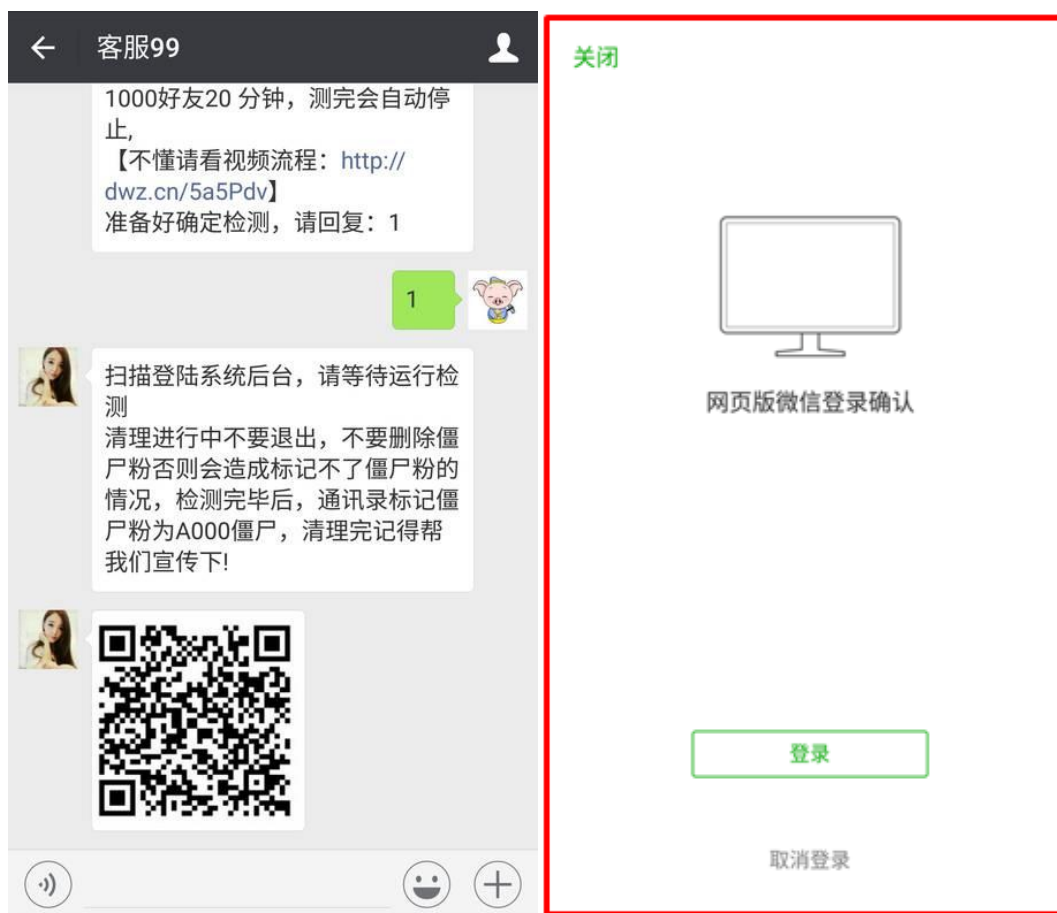 客服99
1000好友20 分钟，测完会自动停
止,
【不懂请看视频流程：http://
dwz.cn/5a5Pdv】
准备好确定检测，请回复：1
1
扫描登陆系统后台，请等待运行检
测
清理进行中不要退出，不要删除僵
尸粉否则会造成标记不了僵尸粉的
情况，检测完毕后，通讯录标记僵
尸粉为A000僵尸，清理完记得帮
我们宣传下!
关闭
网页版微信登录确认
登录
取消登录